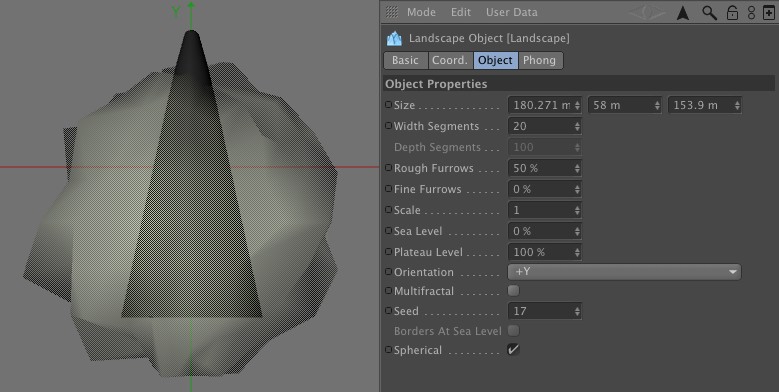 Y
Mode Edit User Data
Landscape Object [Landscape]
Basic Coord. Object Phong
Object Properties
Size . . . . . . . . . . . . . 180.271 m 58 m 153.9 m
Width Segments . . . 20
Depth Segments . . . . 100
Rough Furrows . . . . . 50 %
Fine Furrows . . . . . . 0 %
Scale . . . . . . . . . . . . 1
Sea Level . . . . . . . . . 0 %
Plateau Level . . . . . . 100 %
Orientation . . . . . . . . +Y
Multifractal . . . . . . .
Seed . . . . . . . . . . . . 17
Borders At Sea Level
Spherical . . . . . . . . .